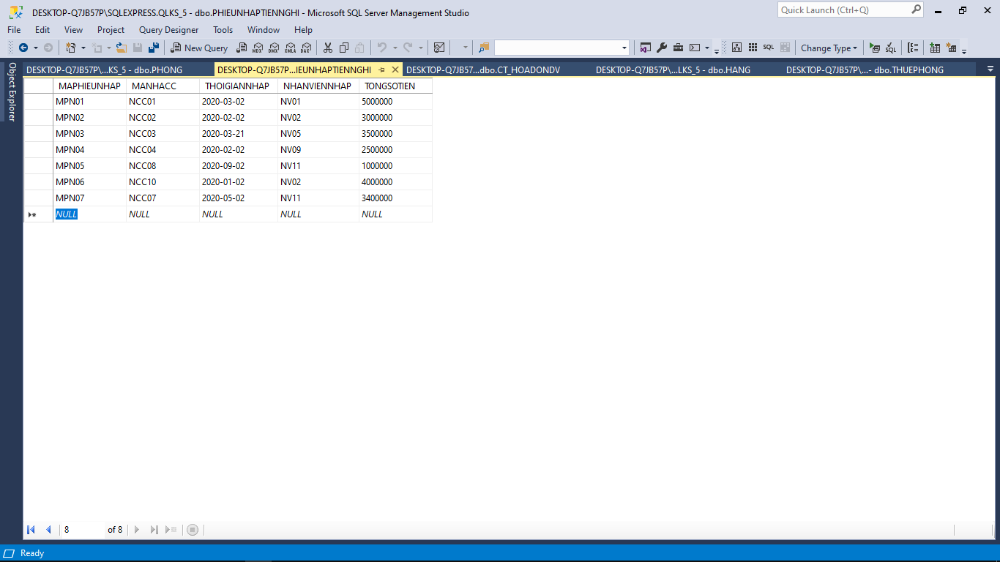 DESKTOP-Q7JB57P\SQLEXPRESS.QLKS_5 - dbo.PHIEUNHAPTIENNGHI - Microsoft SQL Server Management Studio
Quick Launch (Ctrl+Q)
File Edit View Project Query Designer Tools Window Help
New Query MDX DMX XMLA DAX SQL Change Type SQL
Object Explorer
DESKTOP-Q7JB57P\...KS_5 - dbo.PHONG DESKTOP-Q7JB57P...IEUNHAPTIENNGHI DESKTOP-Q7JB57...dbo.CT_HOADONDV DESKTOP-Q7JB57P\...LKS_5 - dbo.HANG DESKTOP-Q7JB57P\...- dbo.THUEPHONG
MAPHIEUNHAP MANHACC THOIGIANNHAP NHANVIENNHAP TONGSOTIEN
MPN01 NCC01 2020-03-02 NV01 5000000
MPN02 NCC02 2020-02-02 NV02 3000000
MPN03 NCC03 2020-03-21 NV05 3500000
MPN04 NCC04 2020-02-02 NV09 2500000
MPN05 NCC08 2020-09-02 NV11 1000000
MPN06 NCC10 2020-01-02 NV02 4000000
MPN07 NCC07 2020-05-02 NV11 3400000
NULL NULL NULL NULL NULL
8 of 8
Ready